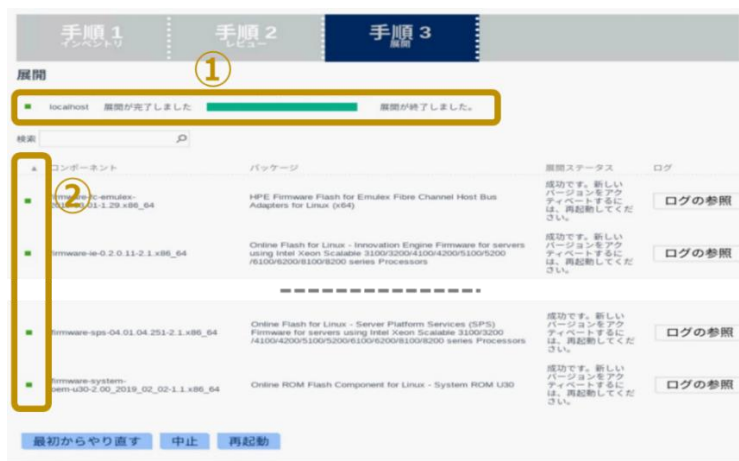 手順 1
インベントリ
手順 2
レビュー
手順 3
展開
①
展開
localhost 展開が完了しました 展開が終了しました。
検索
②
コンポーネント パッケージ 展開ステータス ログ
HPE Firmware Flash for Emulex Fibre Channel Host Bus
Adapters for Linux (x64)
成功です。新しい
バージョンをアク
ティベートするに
は、再起動してくだ
さい。
ログの参照
firmware-ie-0.2.0.11-2.1.x86_64
Online Flash for Linux - Innovation Engine Firmware for servers
using Intel Xeon Scalable 3100/3200/4100/4200/5100/5200
/6100/6200/8100/8200 series Processors
成功です。新しい
バージョンをアク
ティベートするに
は、再起動してくだ
さい。
ログの参照
firmware-sps-04.01.04.251-2.1.x86_64
Online Flash for Linux - Server Platform Services (SPS)
Firmware for servers using Intel Xeon Scalable 3100/3200
/4100/4200/5100/5200/6100/6200/8100/8200 series Processors
成功です。新しい
バージョンをアク
ティベートするに
は、再起動してくだ
さい。
ログの参照
firmware-system-
oem-u30-2.00_2019_02_02-1.1.x86_64
Online ROM Flash Component for Linux - System ROM U30
成功です。新しい
バージョンをアク
ティベートするに
は、再起動してくだ
さい。
ログの参照
最初からやり直す 中止 再起動